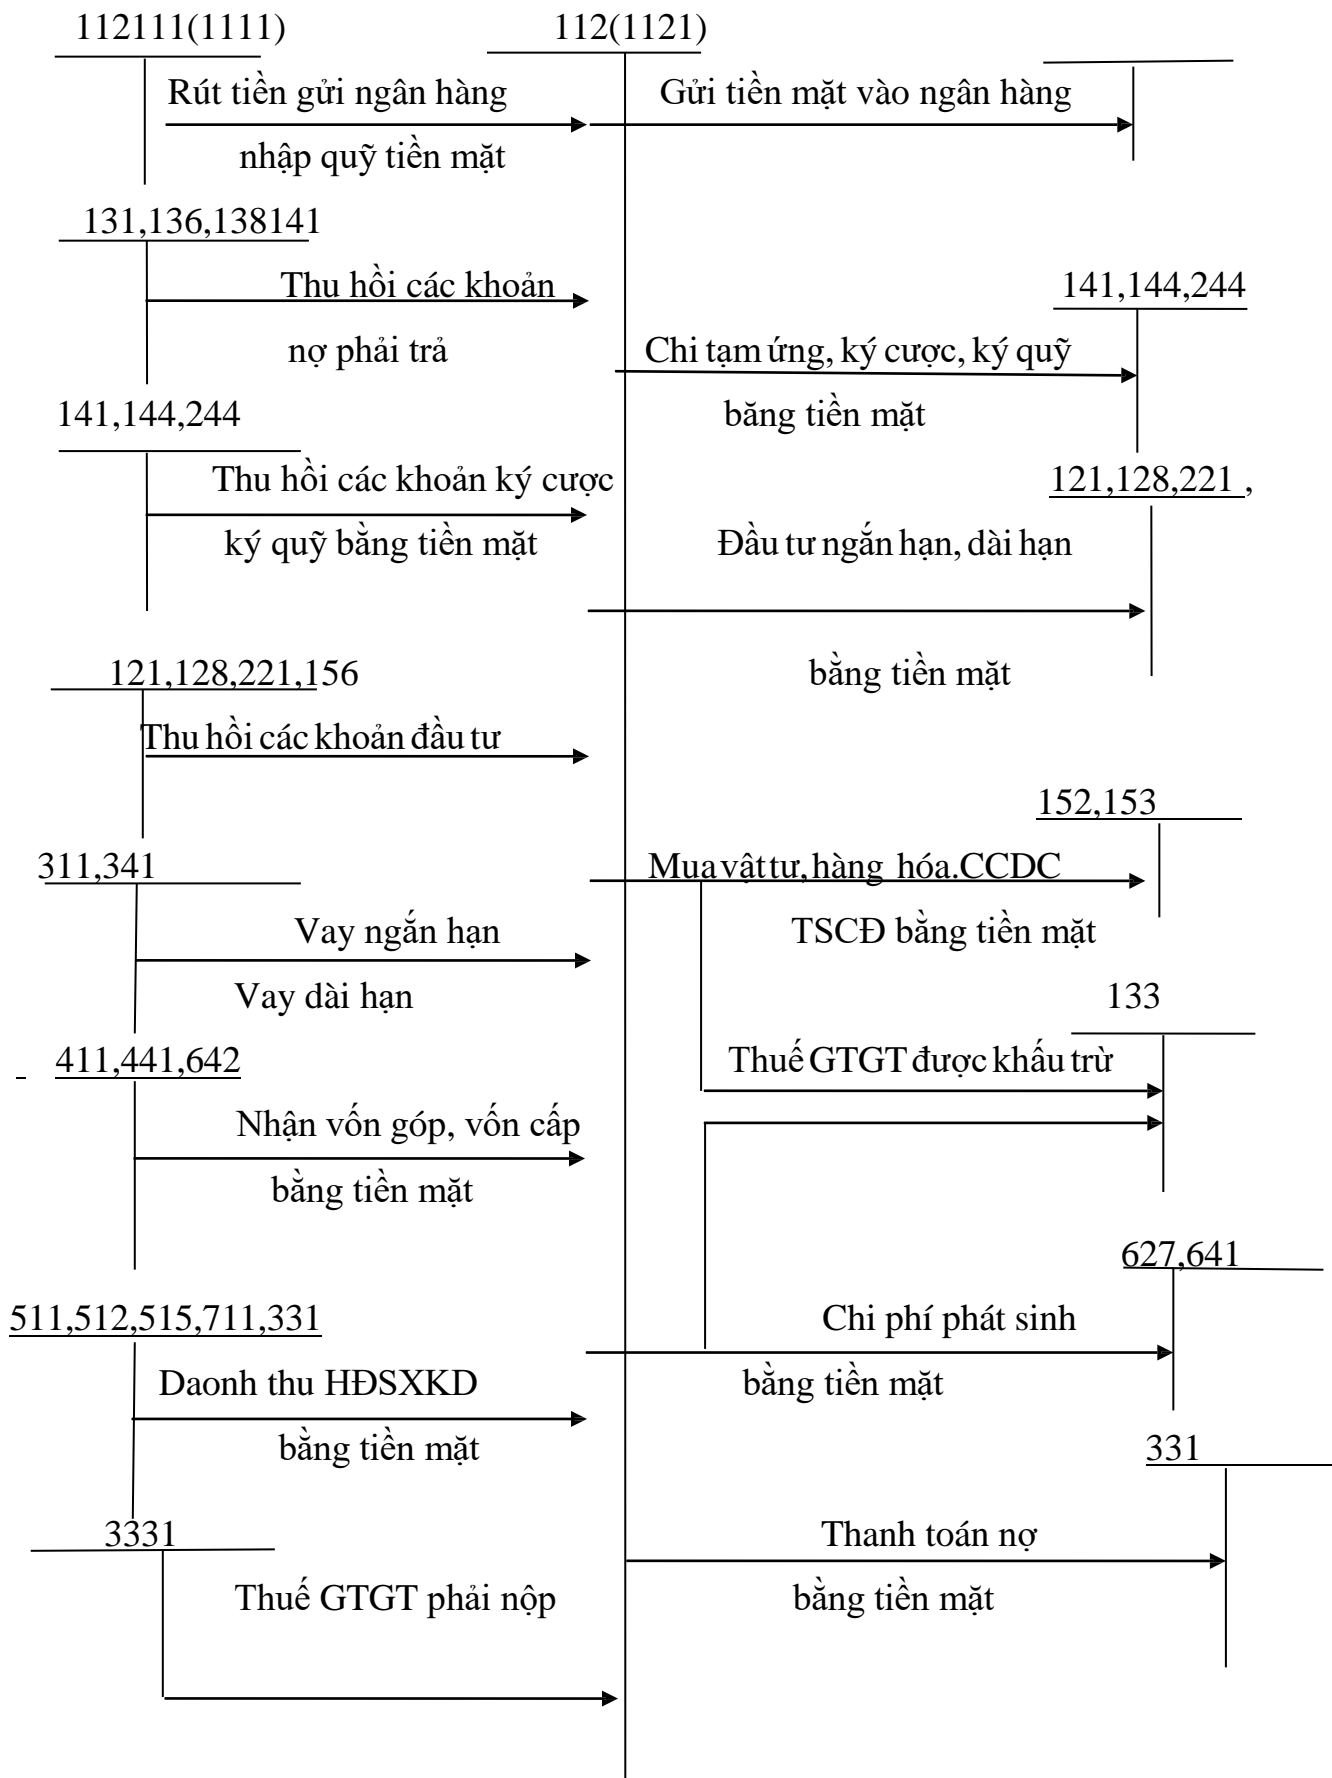 112111(1111) 112(1121)
Rút tiền gửi ngân hàng Gửi tiền mặt vào ngân hàng
nhập quỹ tiền mặt
131,136,138141
Thu hồi các khoản 141,144,244
nợ phải trả Chi tạm ứng, ký cược, ký quỹ
141,144,244 băng tiền mặt
Thu hồi các khoản ký cược 121,128,221 ,
ký quỹ bằng tiền mặt Đầu tư ngắn hạn, dài hạn
121,128,221,156 bằng tiền mặt
Thu hồi các khoản đầu tư
152,153
311,341 Mua vật tư, hàng hóa.CCDC
Vay ngắn hạn TSCĐ bằng tiền mặt
Vay dài hạn 133
411,441,642 Thuế GTGT được khấu trừ
Nhận vốn góp, vốn cấp
bằng tiền mặt
627,641
511,512,515,711,331 Chi phí phát sinh
Daonh thu HĐSXKD bằng tiền mặt
bằng tiền mặt 331
3331 Thanh toán nợ
Thuế GTGT phải nộp bằng tiền mặt